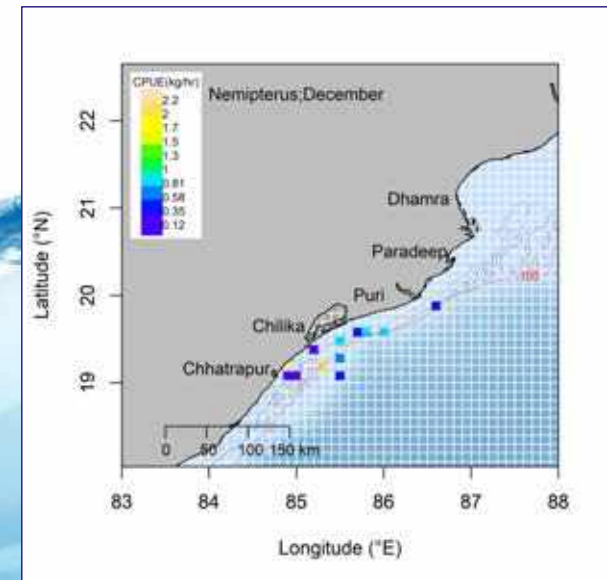 CPUE(kg/hr)
Nemipterus;December
2.2
2
1.7
1.5
1.3
1
0.81
0.58
0.35
0.12
Dhamra
Paradeep
Puri
Chilika
Chhatrapur
100
0 50 100 150 km
22
21
20
19
Latitude (°N)
83 84 85 86 87 88
Longitude (°E)